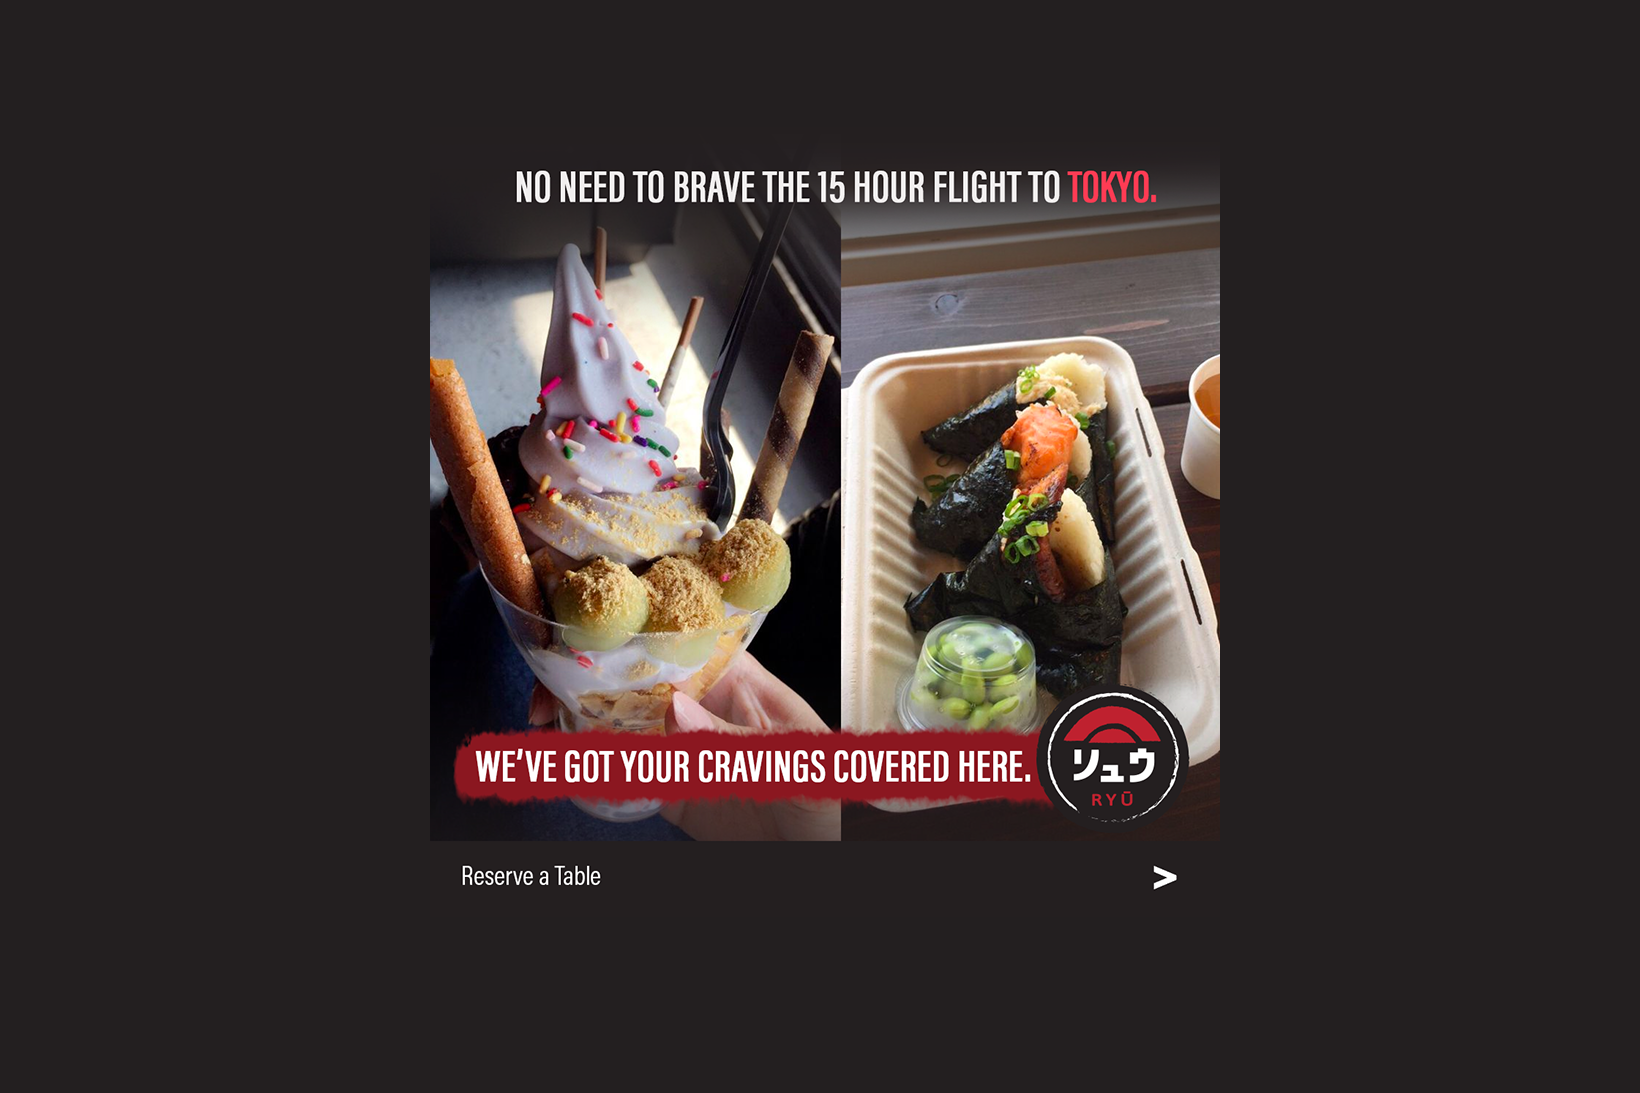 NO NEED TO BRAVE THE 15 HOUR FLIGHT TO TOKYO.
WE'VE GOT YOUR CRAVINGS COVERED HERE.
リュウ
RYŪ
Reserve a Table
>